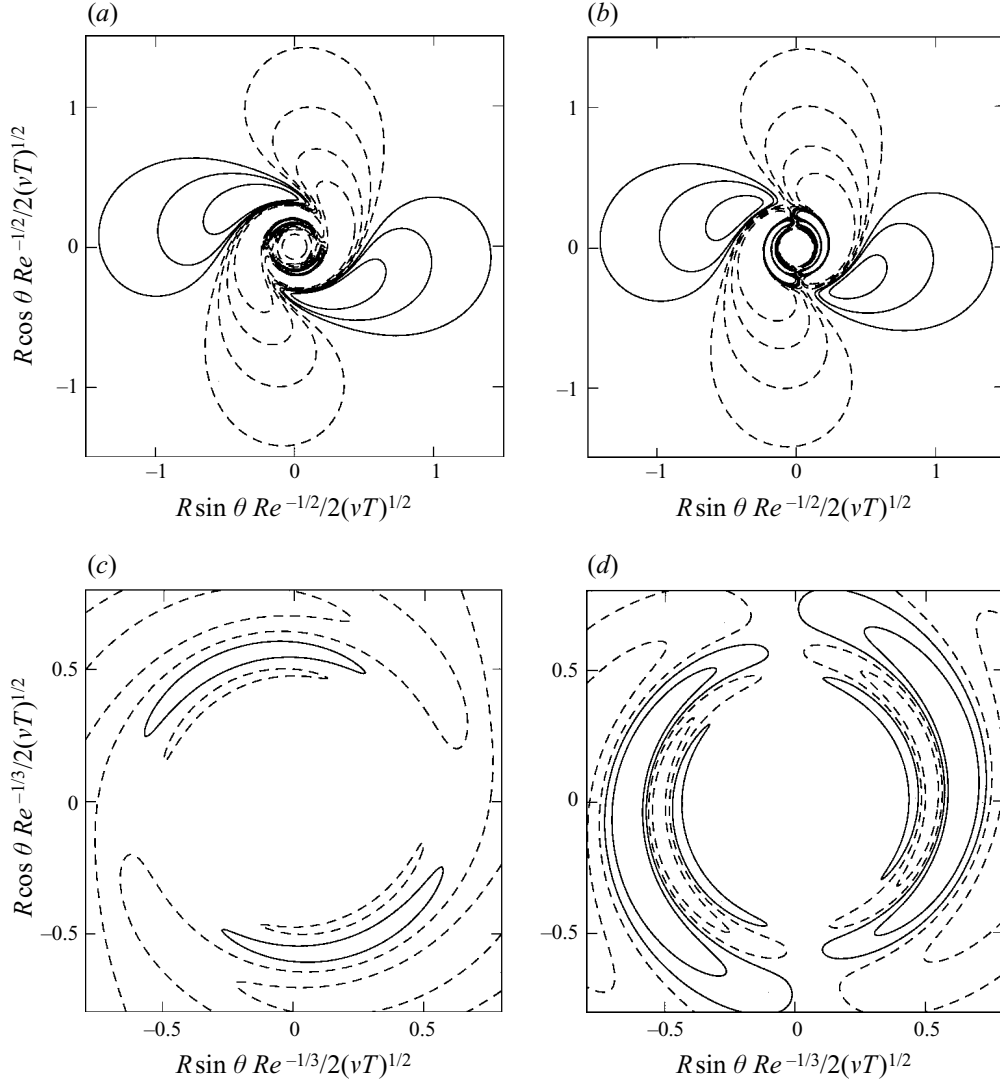 (a) (b)
1 1
0 0
–1 –1
–1 0 1 –1 0 1
R cos θ Re –1/2/2(νT)1/2
R sin θ Re –1/2/2(νT)1/2 R sin θ Re –1/2/2(νT)1/2
(c) (d)
0.5 0.5
0 0
–0.5 –0.5
–0.5 0 0.5 –0.5 0 0.5
R cos θ Re –1/3/2(νT)1/2
R sin θ Re –1/3/2(νT)1/2 R sin θ Re –1/3/2(νT)1/2